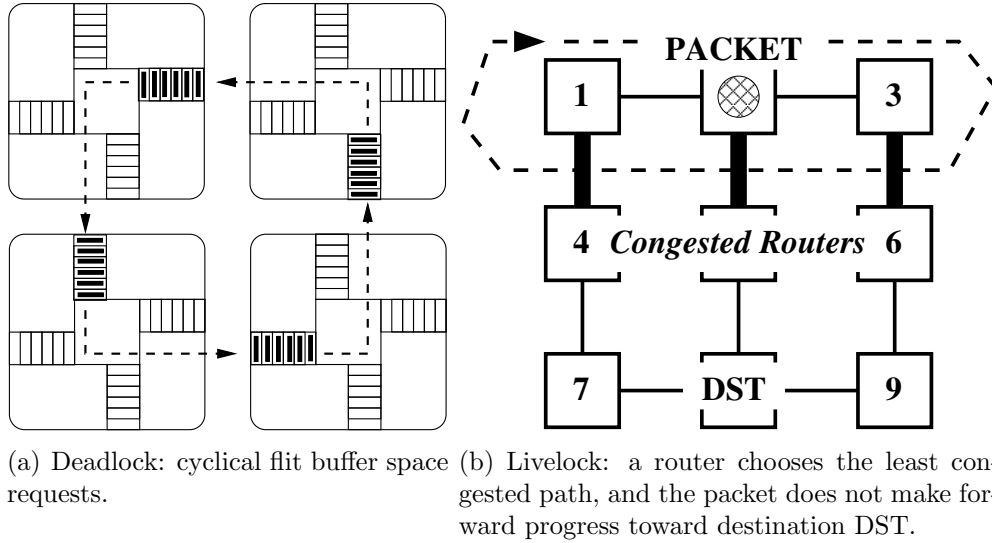 PACKET
1
3
4
Congested Routers
6
7
DST
9
(a) Deadlock: cyclical flit buffer space
requests.
(b) Livelock: a router chooses the least con-
gested path, and the packet does not make for-
ward progress toward destination DST.